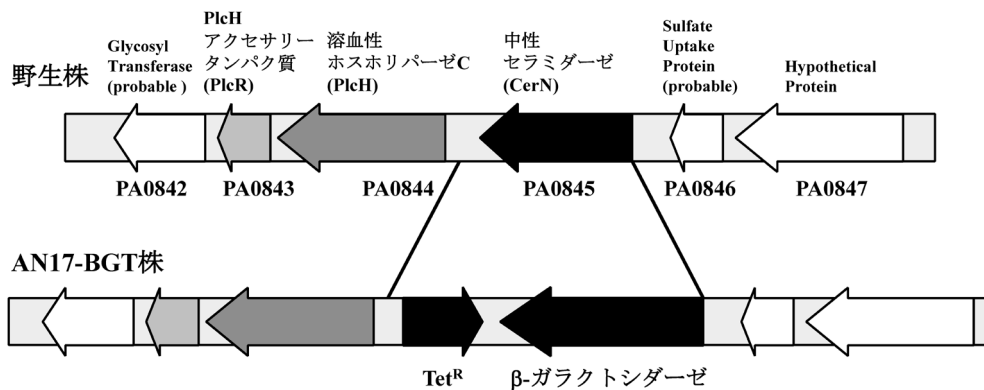 野生株
Glycosyl
Transferase
(probable )
PlcH
アクセサリー
タンパク質
(PlcR)
溶血性
ホスホリパーゼC
(PlcH)
中性
セラミダーゼ
(CerN)
Sulfate
Uptake
Protein
(probable)
Hypothetical
Protein
PA0842
PA0843
PA0844
PA0845
PA0846
PA0847
AN17-BGT株
Tetᴿ
β-ガラクトシダーゼ